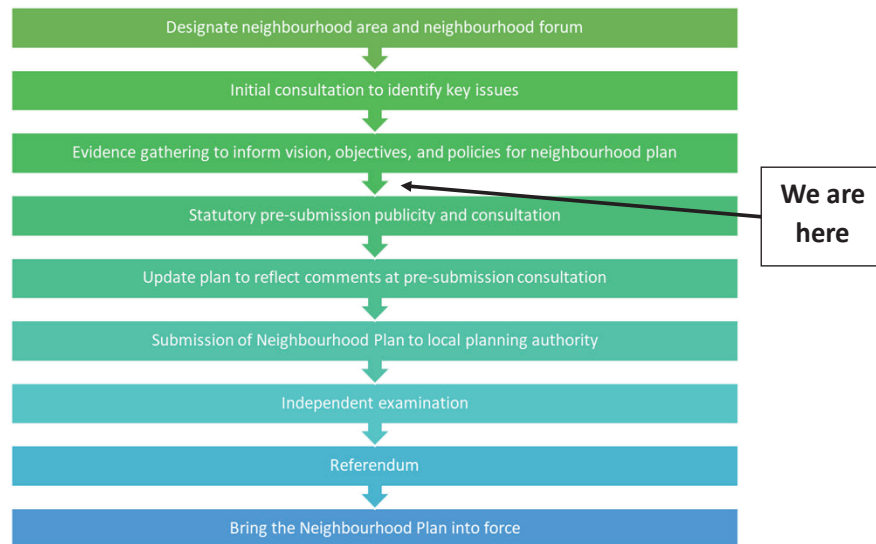 Designate neighbourhood area and neighbourhood forum
Initial consultation to identify key issues
Evidence gathering to inform vision, objectives, and policies for neighbourhood plan
We are
here
Statutory pre-submission publicity and consultation
Update plan to reflect comments at pre-submission consultation
Submission of Neighbourhood Plan to local planning authority
Independent examination
Referendum
Bring the Neighbourhood Plan into force